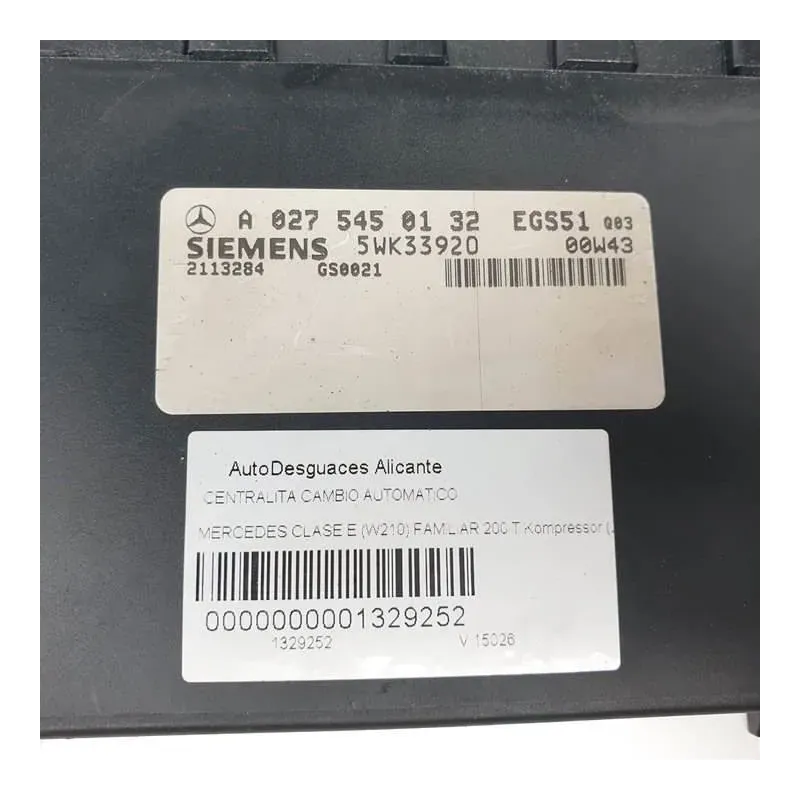 A 027 545 01 32 EGS51 Q03
SIEMENS 5WK33920 00W43
2113284 GS0021
AutoDesguaces Alicante
CENTRALITA CAMBIO AUTOMATICO
MERCEDES CLASE E (W210) FAMILIAR 200 T Kompressor (
0000000001329252
1329252 V 15026